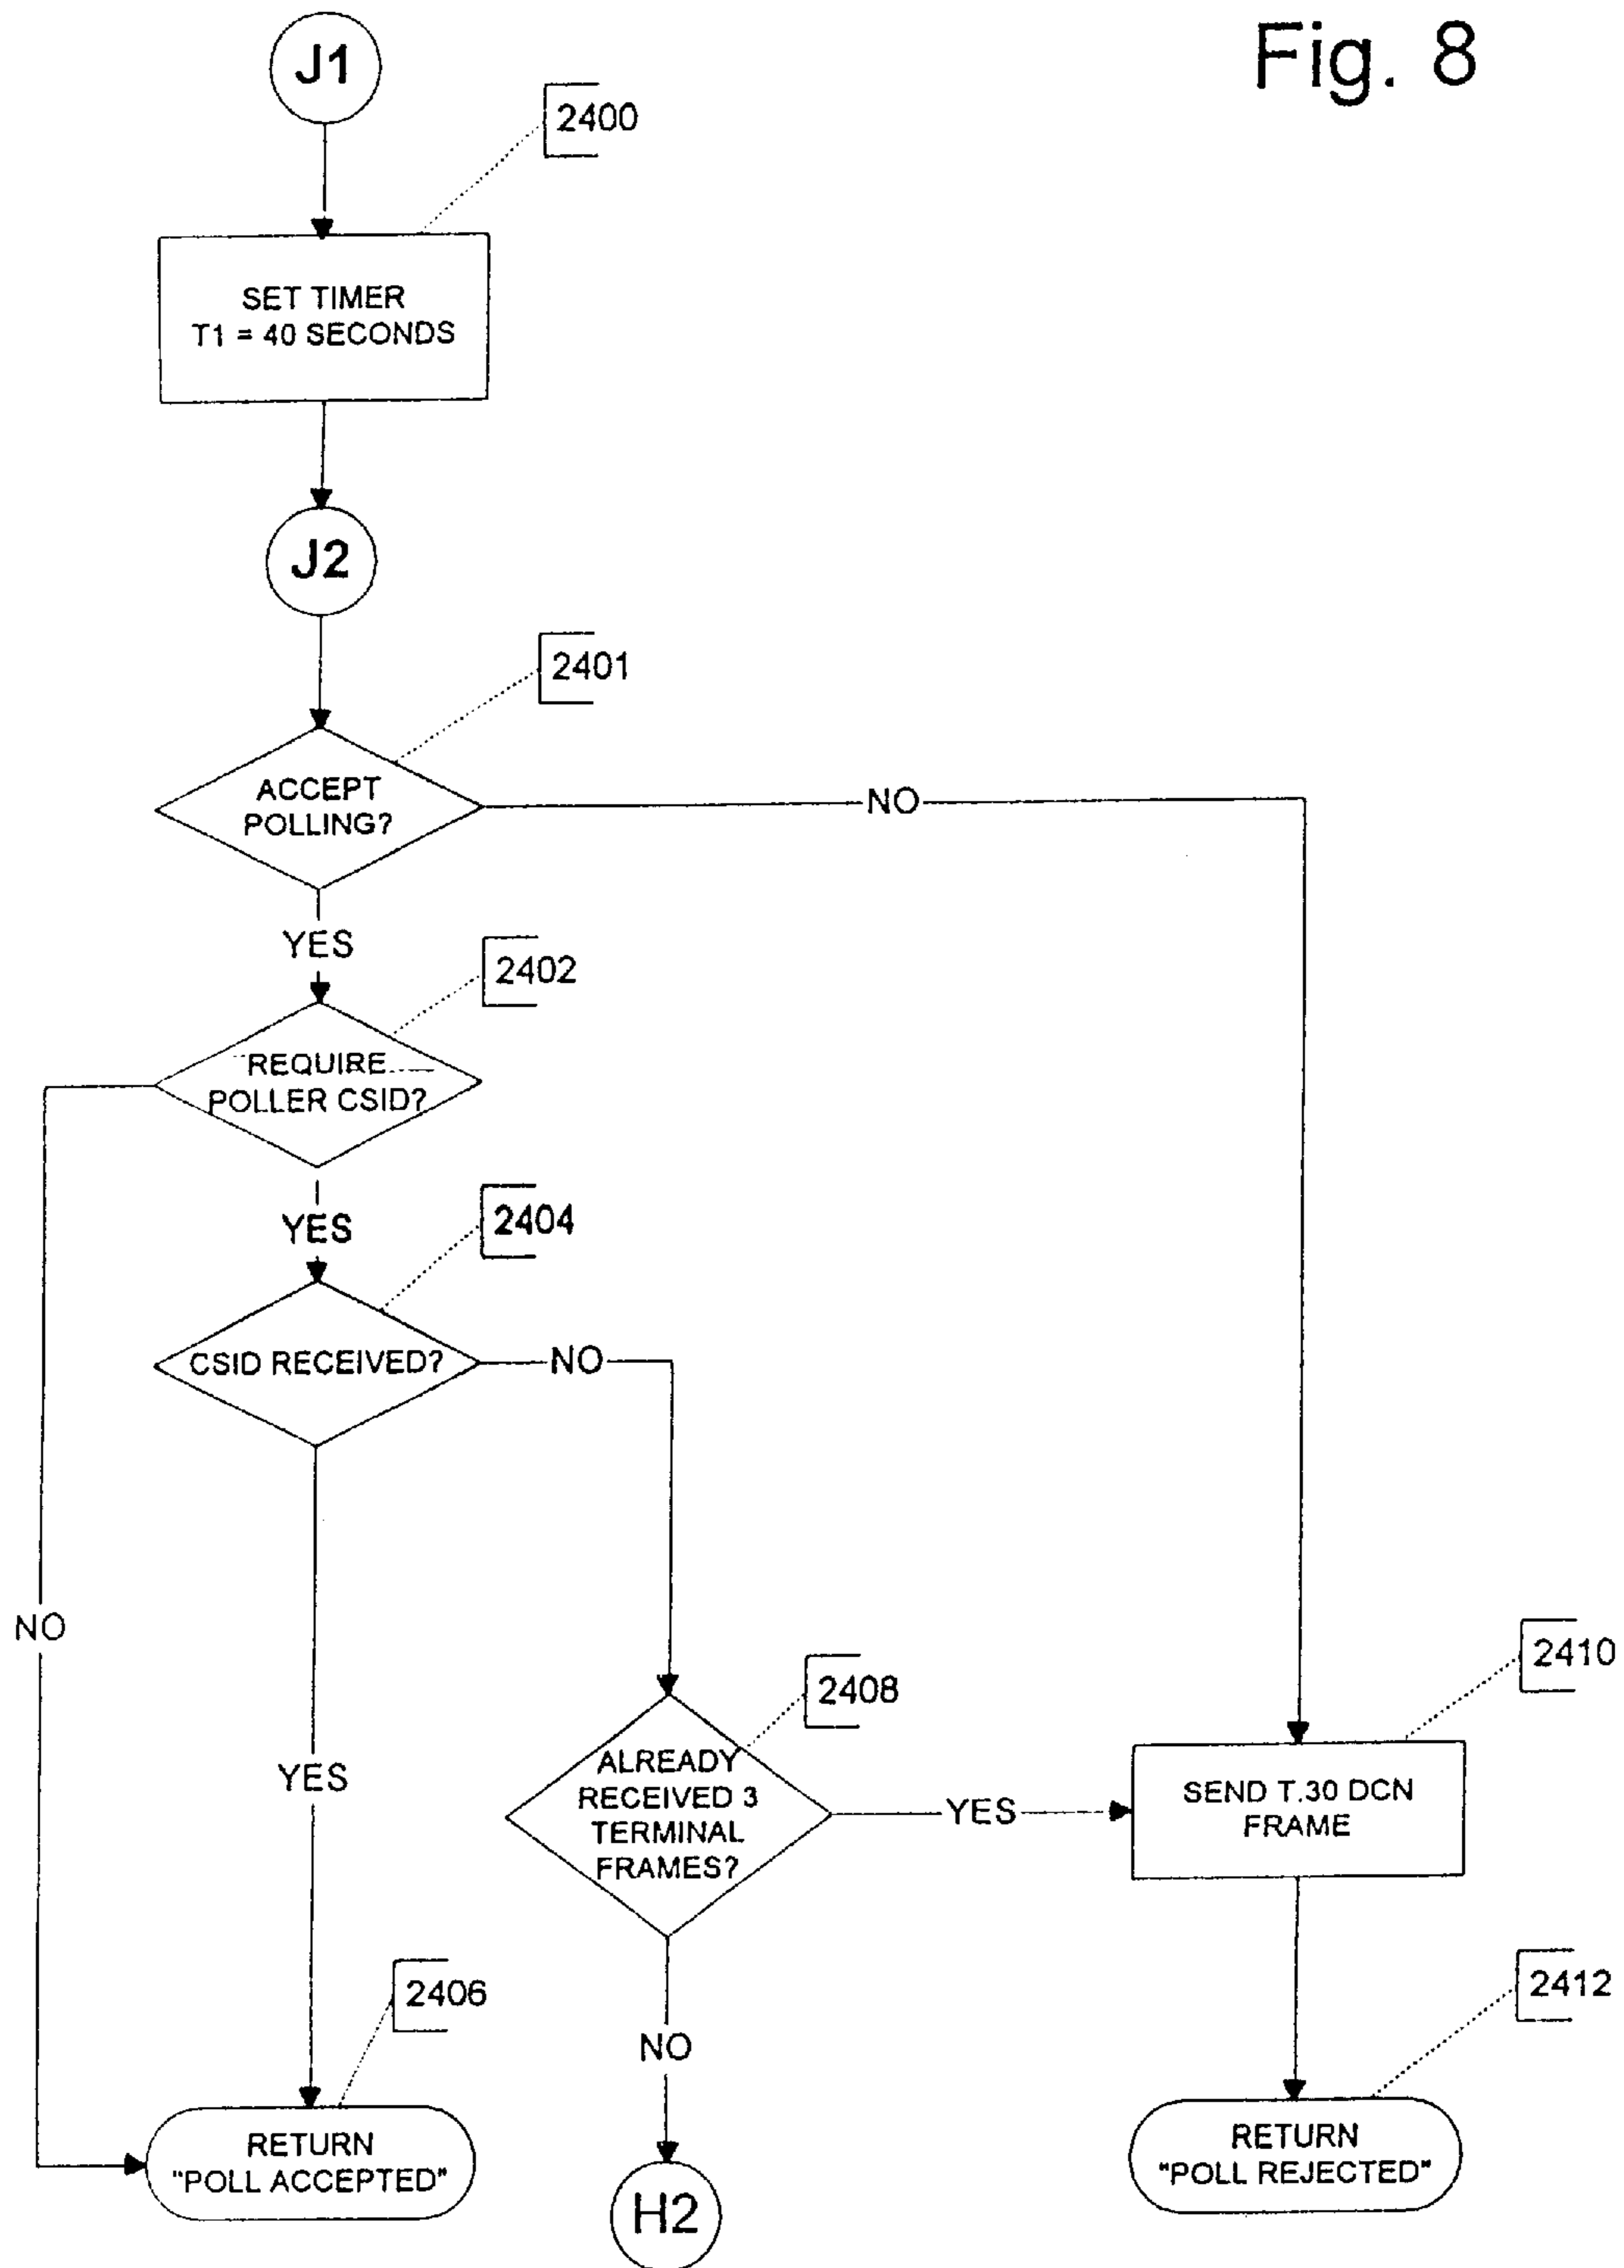 Fig. 8
J1
2400
SET TIMER
T1 = 40 SECONDS
J2
2401
ACCEPT
POLLING?
NO
YES
2402
REQUIRE
POLLER CSID?
YES
2404
CSID RECEIVED?
NO
NO
YES
2408
ALREADY
RECEIVED 3
TERMINAL
FRAMES?
YES
2410
SEND T.30 DCN
FRAME
2406
RETURN
"POLL ACCEPTED"
NO
H2
2412
RETURN
"POLL REJECTED"